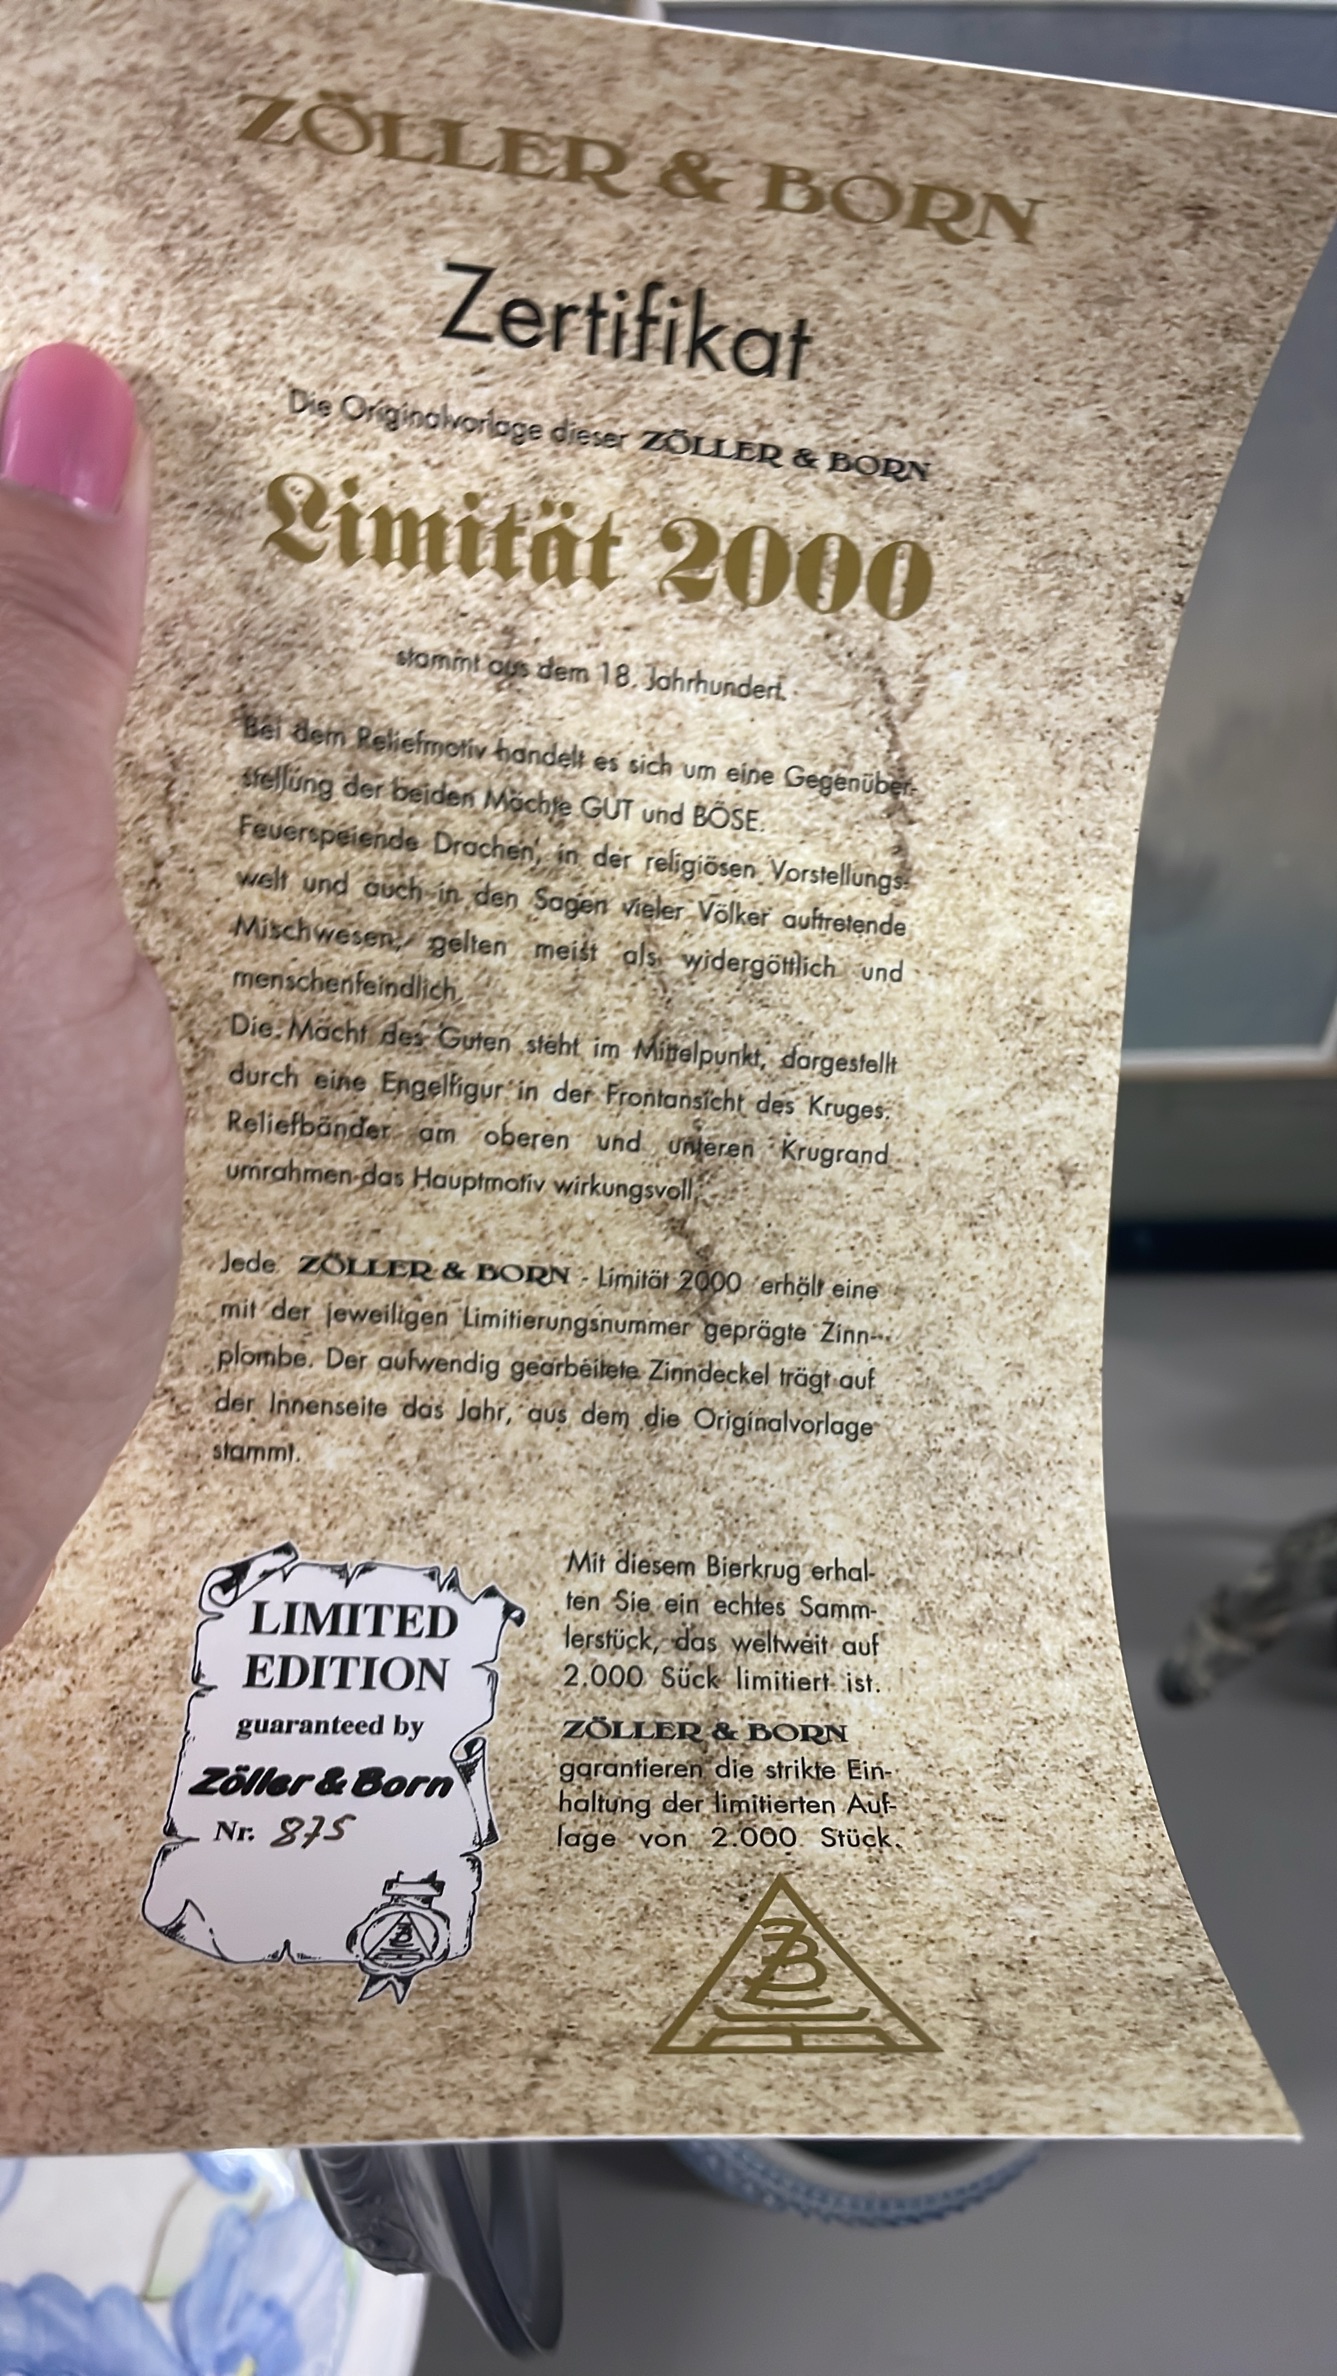 ZÖLLER & BORN
Zertifikat
Die Originalvorlage dieser ZÖLLER & BORN
Limität 2000
stammt aus dem 18. Jahrhundert.
Bei dem Reliefmotiv handelt es sich um eine Gegenüber-
stellung der beiden Mächte GUT und BÖSE.
Feuerspeiende Drachen, in der religiösen Vorstellungs-
welt und auch in den Sagen vieler Völker auftretende
Mischwesen, gelten meist als widergöttlich und
menschenfeindlich.
Die Macht des Guten steht im Mittelpunkt, dargestellt
durch eine Engelfigur in der Frontansicht des Kruges.
Reliefbänder am oberen und unteren Krugrand
umrahmen das Hauptmotiv wirkungsvoll.
Jede ZÖLLER & BORN - Limität 2000 erhält eine
mit der jeweiligen Limitierungsnummer geprägte Zinn-
plombe. Der aufwendig gearbeitete Zinndeckel trägt auf
der Innenseite das Jahr, aus dem die Originalvorlage
stammt.
LIMITED
EDITION
guaranteed by
Zöller & Born
Nr. 875
ZB
Mit diesem Bierkrug erhal-
ten Sie ein echtes Samm-
lerstück, das weltweit auf
2.000 Sück limitiert ist.
ZÖLLER & BORN
garantieren die strikte Ein-
haltung der limitierten Auf-
lage von 2.000 Stück.
ZB